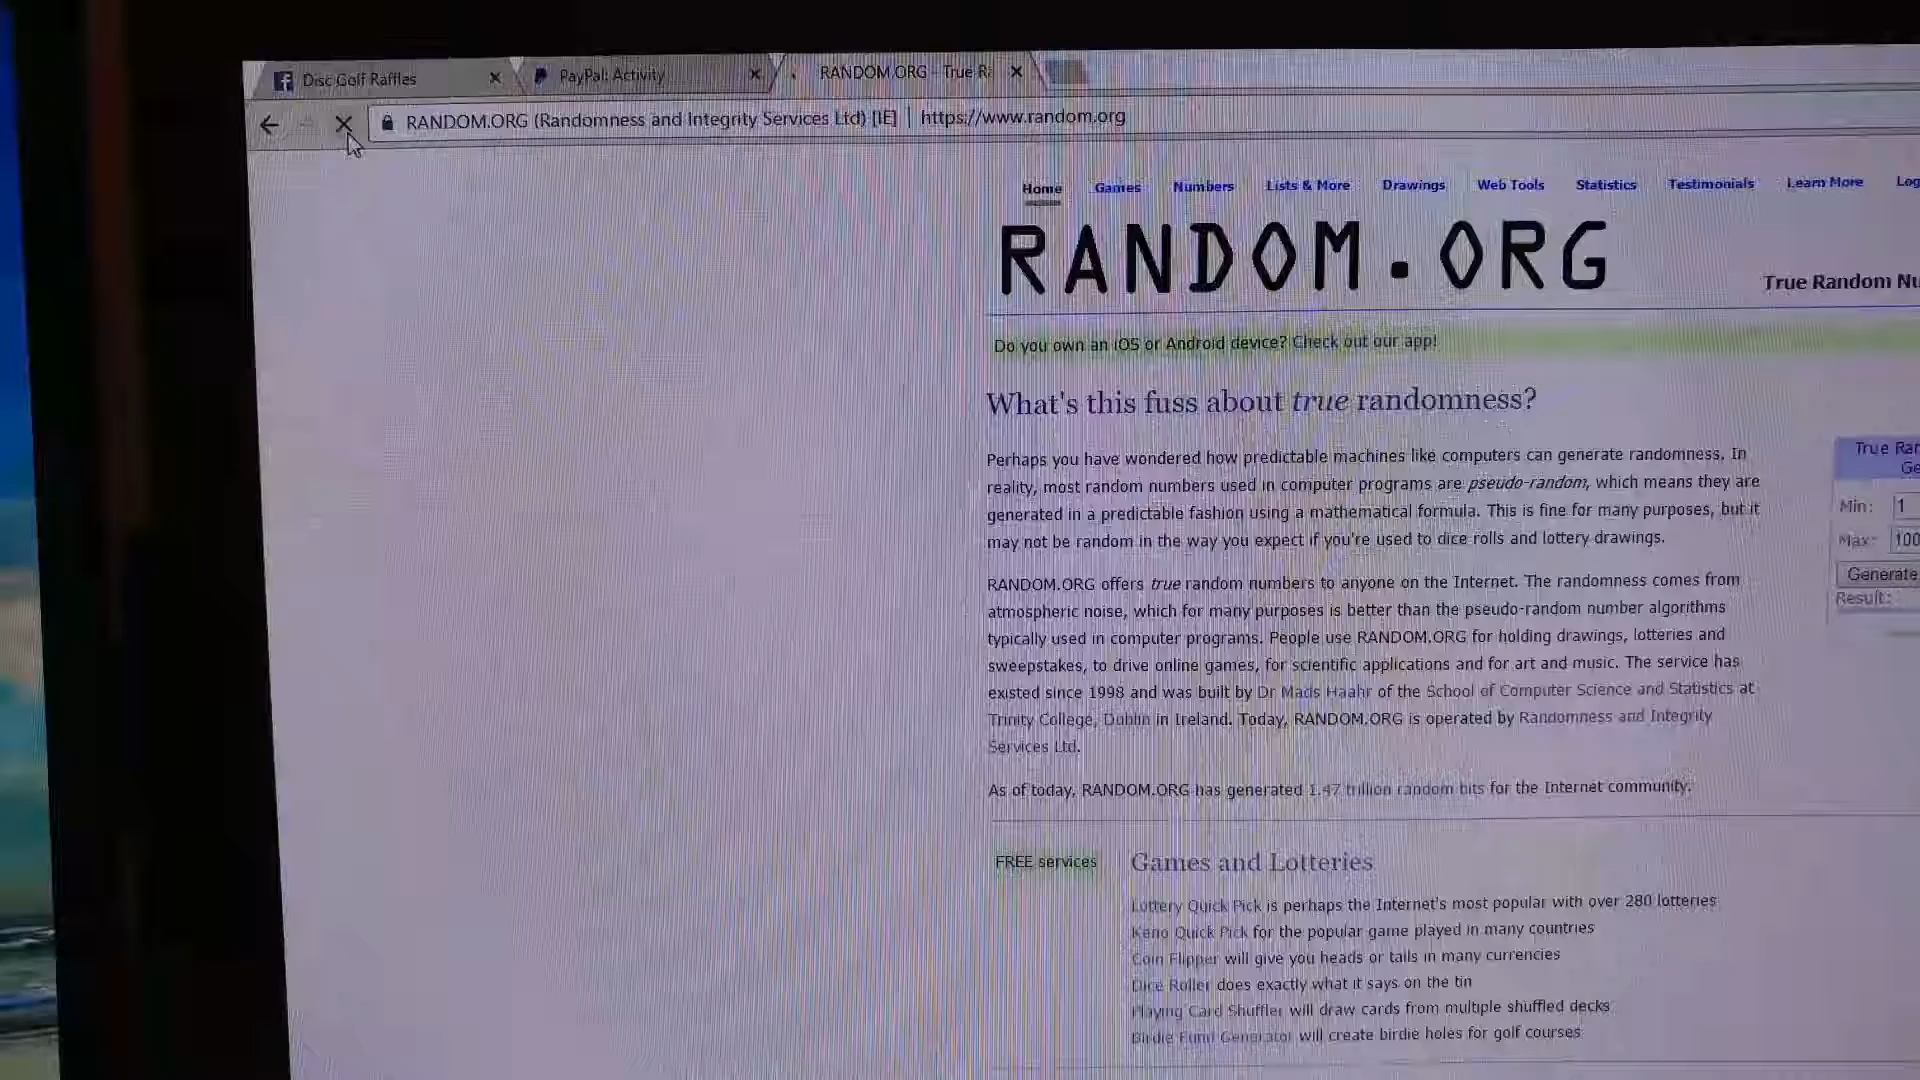 Disc Golf Raffles
PayPal: Activity
RANDOM.ORG - True R
RANDOM.ORG (Randomness and Integrity Services Ltd) [IE] | https://www.random.org
Home Games Numbers Lists & More Drawings Web Tools Statistics Testimonials Learn More Log
RANDOM.ORG
True Random Nu
Do you own an iOS or Android device? Check out our app!
What's this fuss about true randomness?
Perhaps you have wondered how predictable machines like computers can generate randomness. In
reality, most random numbers used in computer programs are pseudo-random, which means they are
generated in a predictable fashion using a mathematical formula. This is fine for many purposes, but it
may not be random in the way you expect if you're used to dice rolls and lottery drawings.
RANDOM.ORG offers true random numbers to anyone on the Internet. The randomness comes from
atmospheric noise, which for many purposes is better than the pseudo-random number algorithms
typically used in computer programs. People use RANDOM.ORG for holding drawings, lotteries and
sweepstakes, to drive online games, for scientific applications and for art and music. The service has
existed since 1998 and was built by Dr Mads Haahr of the School of Computer Science and Statistics at
Trinity College, Dublin in Ireland. Today, RANDOM.ORG is operated by Randomness and Integrity
Services Ltd.
As of today, RANDOM.ORG has generated 1.47 trillion random bits for the Internet community.
True Ran
Ge
Min: 1
Max: 100
Generate
Result:
FREE services
Games and Lotteries
Lottery Quick Pick is perhaps the Internet's most popular with over 280 lotteries
Keno Quick Pick for the popular game played in many countries
Coin Flipper will give you heads or tails in many currencies
Dice Roller does exactly what it says on the tin
Playing Card Shuffler will draw cards from multiple shuffled decks
Birdie Fund Generator will create birdie holes for golf courses